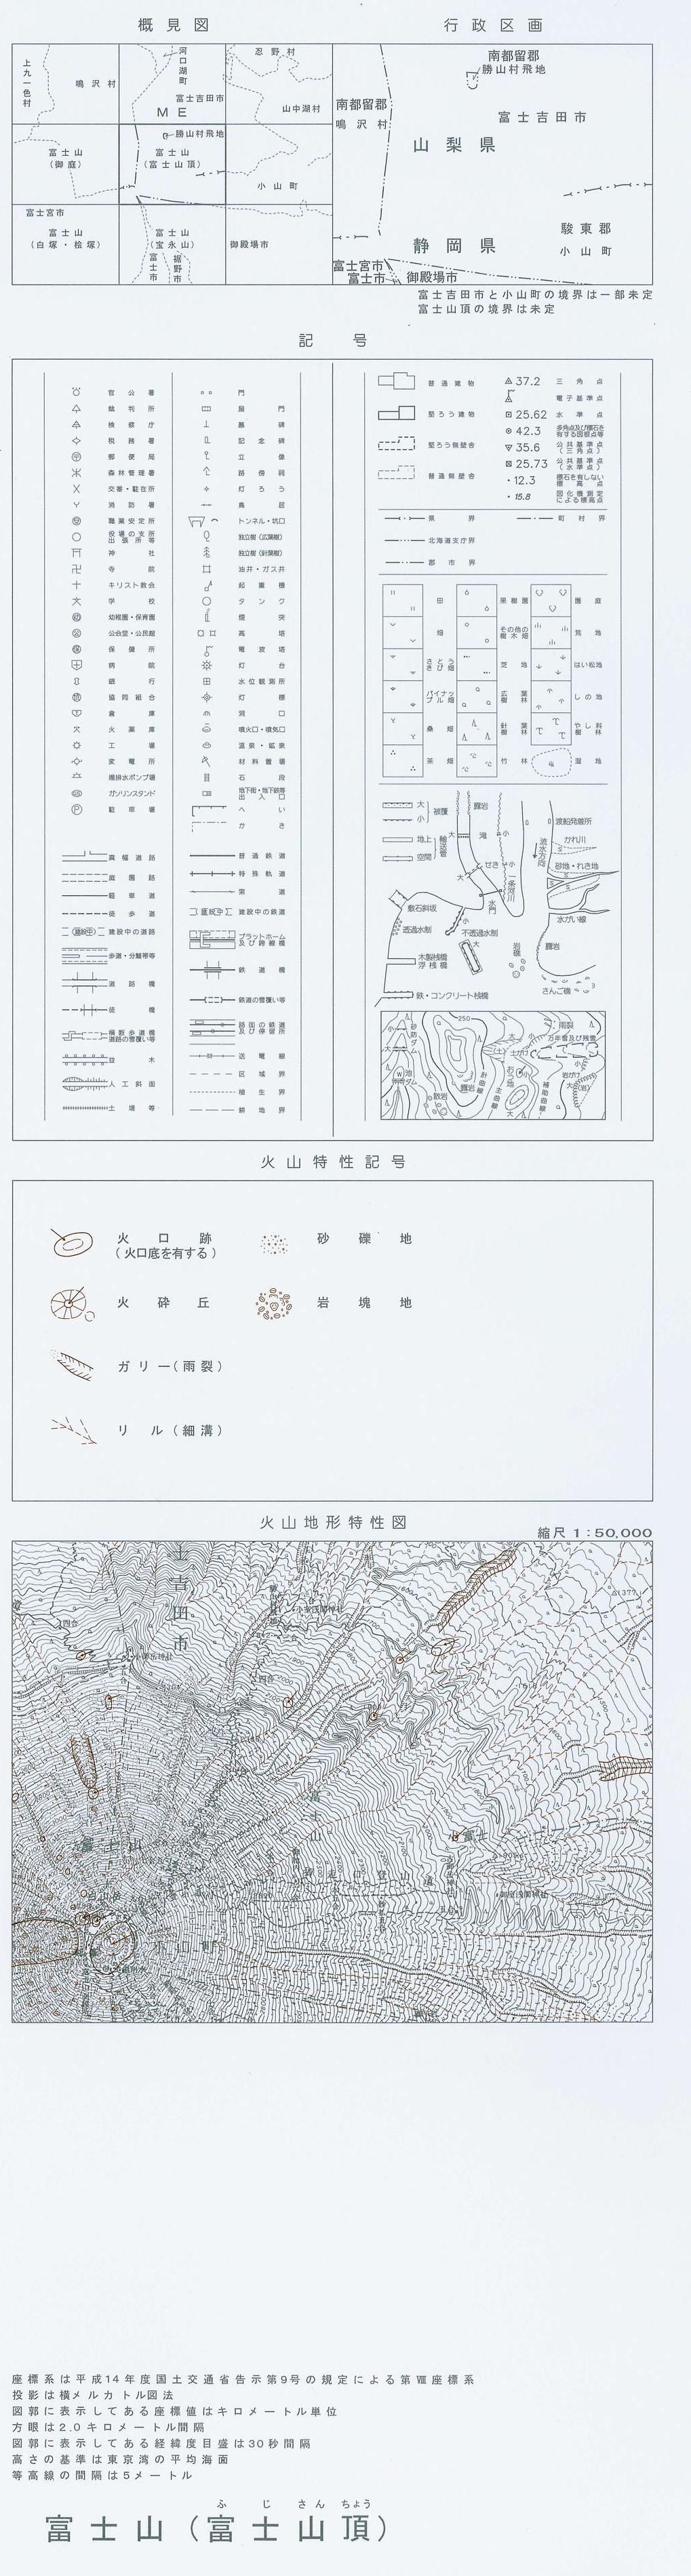 概見図
行政区画
上九一色村
鳴沢村
河口湖町
忍野村
富士吉田市
ME
山中湖村
勝山村飛地
富士山
(御庭)
富士山
(富士山頂)
小山町
富士宮市
富士山
(白塚・桧塚)
富士山
(宝永山)
富士市
裾野市
御殿場市
南都留郡
勝山村飛地
南都留郡
鳴沢村
富士吉田市
山梨県
静岡県
駿東郡
小山町
富士宮市
富士市
御殿場市
富士吉田市と小山町の境界は一部未定
富士山頂の境界は未定
記号
官公署
裁判所
検察庁
税務署
郵便局
森林管理署
交番・駐在所
消防署
職業安定所
役場の支所
出張所等
神社
寺院
キリスト教会
学校
幼稚園・保育園
公会堂・公民館
保健所
病院
銀行
協同組合
倉庫
火薬庫
工場
変電所
揚排水ポンプ場
ガソリンスタンド
駐車場
門
墓碑
記念碑
立像
路傍祠
灯ろう
鳥居
トンネル・坑口
独立樹(広葉樹)
独立樹(針葉樹)
油井・ガス井
起重機
タンク
煙突
高塔
電波塔
灯台
水位観測所
灯標
洞口
噴火口・噴気口
温泉・鉱泉
材料置場
石段
地下街・地下鉄等
出入口
へい
かき
真幅道路
庭園路
軽車道
徒歩道
建設中
建設中の道路
歩道・分離帯等
道路橋
徒橋
横断歩道橋
道路の雪覆い等
並木
人工斜面
土堤等
普通鉄道
特殊軌道
索道
建設中
建設中の鉄道
プラットホーム
及び跨線橋
鉄道橋
鉄道の雪覆い等
路面の鉄道
及び停留所
送電線
区域界
植生界
耕地界
普通建物
堅ろう建物
堅ろう無壁舎
普通無壁舎
37.2
三角点
電子基準点
25.62
水準点
42.3
多角点及び標石を
有する図根点等
35.6
公共基準点
(三角点)
25.73
公共基準点
(水準点)
・12.3
標石を有しない
標高点
・15.8
図化機測定
による標高点
県界
町村界
北海道支庁界
郡市界
田
畑
さとう
きび畑
パイナッ
プル畑
桑畑
茶畑
果樹園
その他の
樹木畑
芝地
広葉
樹林
針葉
樹林
竹林
園庭
荒地
はい松地
しの地
やし科
樹林
湿地
大
小
被覆
地上
空間
輸送管
露岩
大
滝
小
せき
小
大
一条河川
水門
流水方向
渡船発着所
かれ川
砂地・れき地
敷石斜坂
透過水制
小
不透過水制
大
木製桟橋
浮桟橋
鉄・コンクリート桟橋
岩礁
水がい線
露岩
さんご礁
250
砂防ダム
小
大
池
散岩
露岩
計曲線
主曲線
(土)
土がけ
大
小
おう地
雨裂
万年雪及び残雪
小
岩がけ
大
(岩)
補助曲線
火山特性記号
火口跡
(火口底を有する)
砂礫地
火砕丘
岩塊地
ガリー(雨裂)
リル(細溝)
火山地形特性図
縮尺 1:50,000
士吉田市
小御岳神社
富士山
小山町
座標系は平成14年度国土交通省告示第9号の規定による第Ⅷ座標系
投影は横メルカトル図法
図郭に表示してある座標値はキロメートル単位
方眼は2.0キロメートル間隔
図郭に表示してある経緯度目盛は30秒間隔
高さの基準は東京湾の平均海面
等高線の間隔は5メートル
ふじさんちょう
富士山(富士山頂)